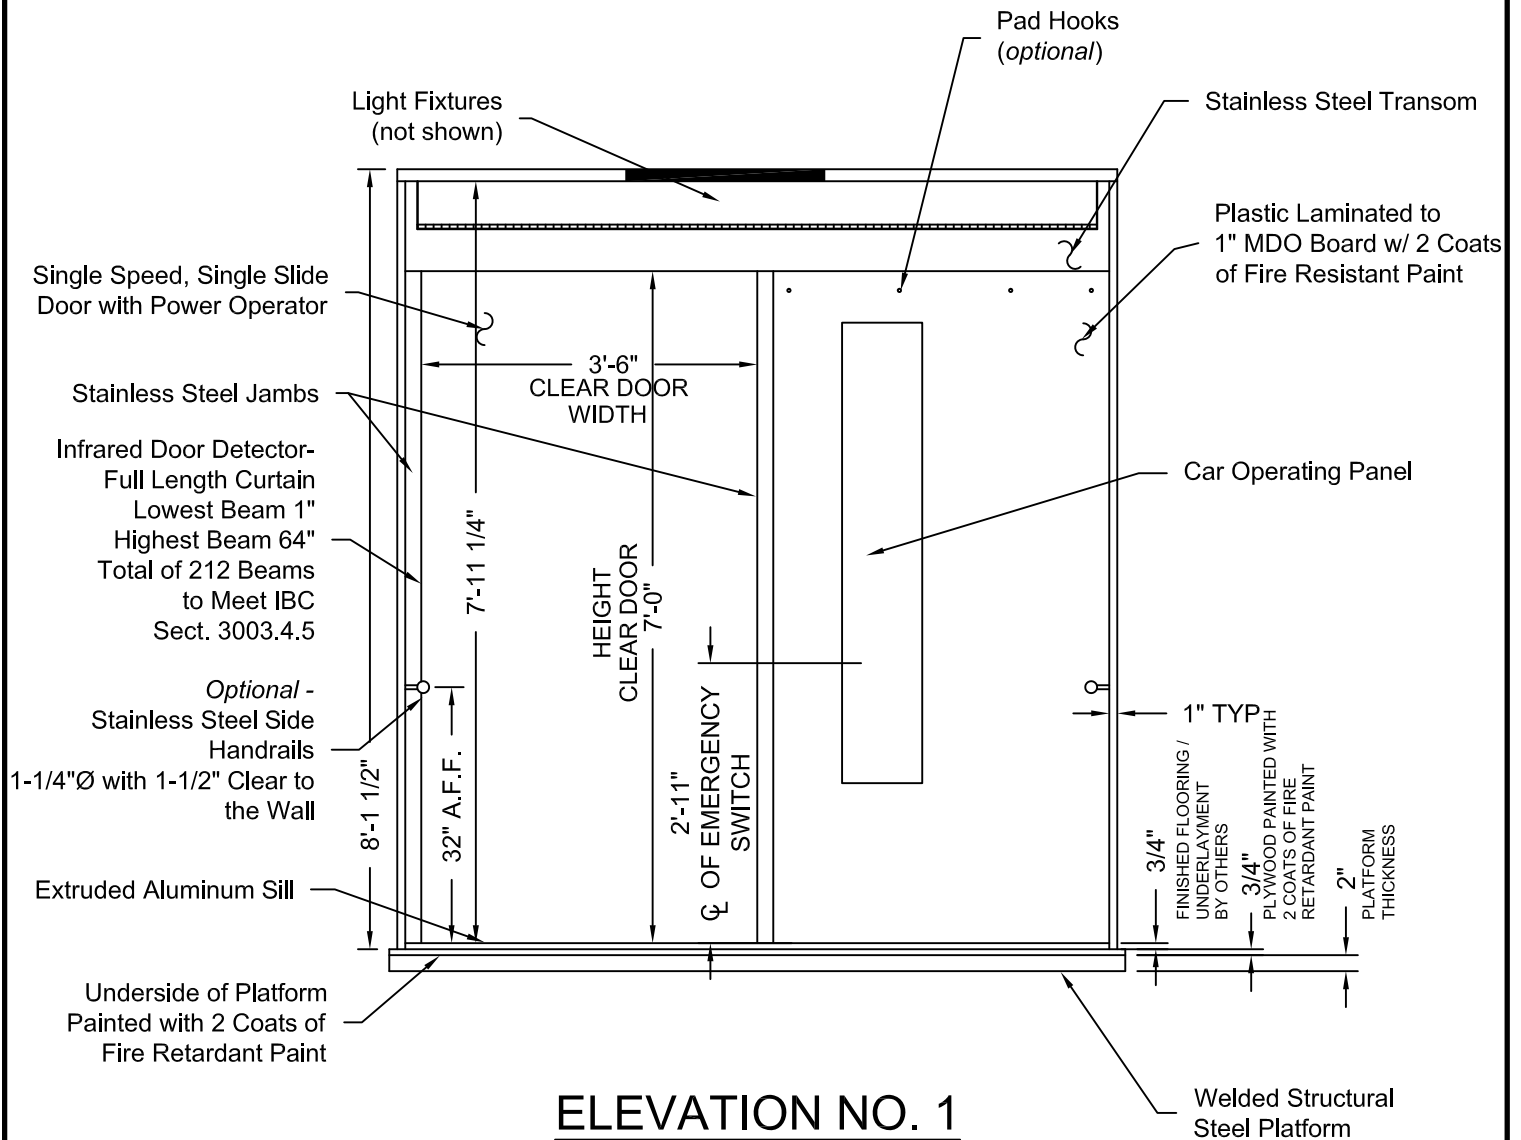 Pad Hooks
(optional)
Light Fixtures
(not shown)
Stainless Steel Transom
Plastic Laminated to
1" MDO Board w/ 2 Coats
of Fire Resistant Paint
Single Speed, Single Slide
Door with Power Operator
3'-6"
CLEAR DOOR
WIDTH
Stainless Steel Jambs
Infrared Door Detector-
Full Length Curtain
Lowest Beam 1"
Highest Beam 64"
Total of 212 Beams
to Meet IBC
Sect. 3003.4.5
Car Operating Panel
7'-11 1/4"
HEIGHT
CLEAR DOOR
7'-0"
Optional -
Stainless Steel Side
Handrails
1-1/4"Ø with 1-1/2" Clear to
the Wall
8'-1 1/2"
32" A.F.F.
2'-11"
℄ OF EMERGENCY
SWITCH
1" TYP
3/4"
FINISHED FLOORING /
UNDERLAYMENT
BY OTHERS
3/4"
PLYWOOD PAINTED WITH
2 COATS OF FIRE
RETARDANT PAINT
2"
PLATFORM
THICKNESS
Extruded Aluminum Sill
Underside of Platform
Painted with 2 Coats of
Fire Retardant Paint
Welded Structural
Steel Platform
ELEVATION NO. 1